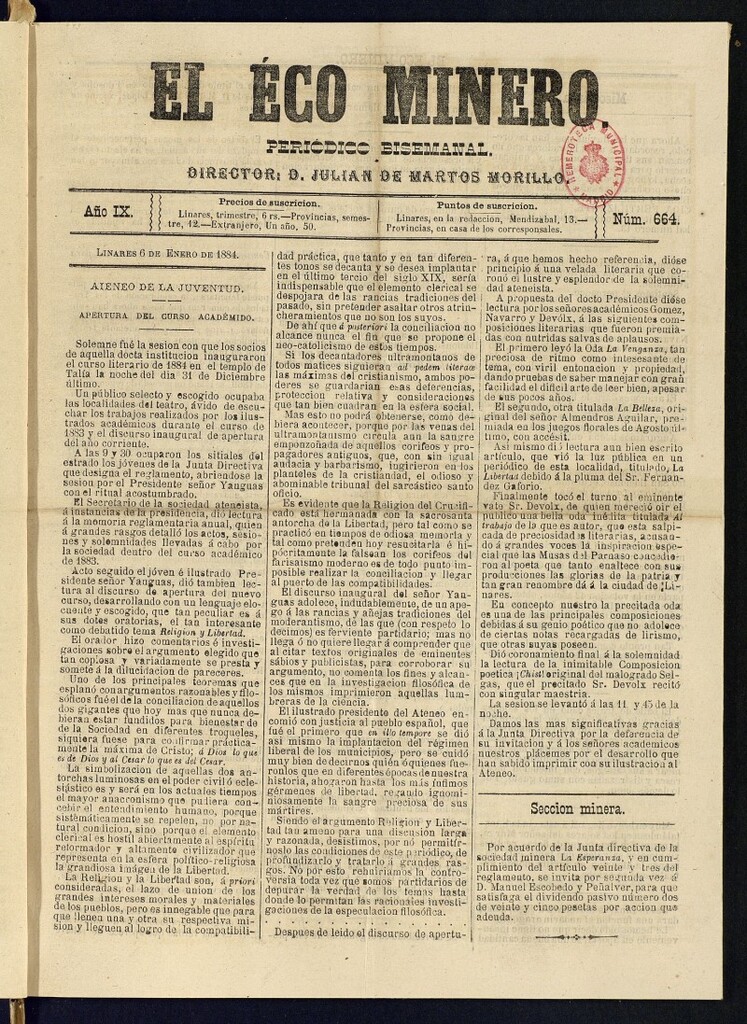 EL ÉCO MINERO.
PERIÓDICO BISEMANAL.
DIRECTOR: D. JULIAN DE MARTOS MORILLO.
HEMEROTECA MUNICIPAL
MADRID
Año IX.
Precios de suscricion.
Linares, trimestre, 6 rs.—Provincias, semes-
tre, 12.—Extranjero, Un año, 50.
Puntos de suscricion.
Linares, en la redaccion, Mendizabal, 13.—
Provincias, en casa de los corresponsales.
Núm. 664.
LINARES 6 DE ENERO DE 1884.
ATENEO DE LA JUVENTUD.
APERTURA DEL CURSO ACADÉMICO.
Solemne fué la sesion con que los socios
de aquella docta institucion inauguraron
el curso literario de 1884 en el templo de
Talía la noche del dia 31 de Diciembre
último.
Un público selecto y escogido ocupaba
las localidades del teatro, ávido de escu-
char los trabajos realizados por los ilus-
trados académicos durante el curso de
1883 y el discurso inaugural de apertura
del año corriente.
A las 9 y 30 ocuparon los sitiales del
estrado los jóvenes de la Junta Directiva
que designa el reglamento, abriéndose la
sesion por el Presidente señor Yanguas
con el ritual acostumbrado.
El Secretario de la sociedad ateneista,
á instancias de la presidencia, dió lectura
á la memoria reglamentaria anual, quien
á grandes rasgos detalló los actos, sesio-
nes y solemnidades llevadas á cabo por
la sociedad dentro del curso académico
de 1883.
Acto seguido el jóven é ilustrado Pre-
sidente señor Yanguas, dió tambien lec-
tura al discurso de apertura del nuevo
curso, desarrollando con un lenguaje elo-
cuente y escogido, que tan peculiar es á
sus dotes oratorias, el tan interesante
como debatido tema Religion y Libertad.
El orador hizo comentarios é investi-
gaciones sobre el argumento elegido que
tan copiosa y variadamente se presta y
somete á la dilucidacion de pareceres.
Uno de los principales teoremas que
esplanó con argumentos razonables y filo-
sóficos fué el de la concilacion de aquellos
dos gigantes que hoy mas que nunca de-
bieran estar fundidos para bienestar de
de la Sociedad en diferentes troqueles,
siquiera fuese para confirmar prácticamen-
mente la máxima de Cristo; á Dios lo que
es de Dios y al Cesar lo que es del Cesar.
La simbolizacion de aquellas dos an-
torchas luminosas en el poder civil ó ecle-
siástico es y será en los actuales tiempos
el mayor anacronismo que pudiera con-
cebir el entendimiento humano, porque
sistemáticamente se repelen, no por na-
tural condicion, sino porque el elemento
clerical es hostil abiertamente al espíritu
reformador y altamente civilizador que
representa en la esfera político-religiosa
la grandiosa imágen de la Libertad.
La Religion y la Libertad son, á priori
consideradas, el lazo de union de los
grandes intereses morales y materiales
de los pueblos, pero es innegable que para
que llenen una y otra su respectiva mi-
sion y lleguen al logro de la compatibili-
dad práctica, que tanto y en tan diferen-
tes tonos se decanta y se desea implantar
en el último tercio del siglo XIX, sería
indispensable que el elemento clerical se
despojara de las rancias tradiciones del
pasado, sin pretender asaltar otros atrin-
cheramientos que no son los suyos.
De ahí que á posteriori la conciliacion no
alcance nunca el fin que se propone el
neo-catolicismo de estos tiempos.
Si los decantadores ultramontanos de
todos matices siguieran ad pedem literæ
las máximas del cristianismo, ambos po-
deres se guardarian esas deferencias,
proteccion relativa y consideraciones
que tan bien cuadran en la esfera social.
Mas esto no podrá obtenerse, como de-
biera acontecer, porque por las venas del
ultramontanismo circula aun la sangre
emponzoñada de aquellos corifeos y pro-
pagadores antiguos, que, con sin igual
audacia y barbarismo, ingirieron en los
planteles de la cristiandad, el odioso y
abominable tribunal del sarcástico santo
oficio.
Es evidente que la Religion del Crucifi-
cado está hermanada con la sacrosanta
antorcha de la Libertad, pero tal como se
practicó en tiempos de odiosa memoria y
tal como pretenden hoy resucitarla é hi-
pócritamente la falsean los corifeos del
farisaismo moderno es de todo punto im-
posible realizar la conciliacion y llegar
al puerto de las compatibilidades.
El discurso inaugural del señor Yan-
guas adolece, indudablemente, de un ape-
gó á las rancias y añejas tradiciones del
moderantismo, de las que (con respeto lo
decimos) es ferviente partidario; mas no
llega ó no quiere llegar á comprender que
al citar textos originales de eminentes
sábios y publicistas, para corroborar su
argumento, no comenta los fines y alcan-
ces que en la investigacion filosófica de
los mismos imprimieron aquellas lum-
breras de la ciencia.
El ilustrado presidente del Ateneo en-
comió con justicia al pueblo español, que
fué el primero que en illo tempore se dió
asi mismo la implantacion del régimen
liberal de los municipios, pero se cuidó
muy bien de decirnos quién ó quienes fue-
ron los que en diferentes épocas de nuestra
historia, ahogaron hasta los mas ínfimos
gérmenes de libertad, regando ignomi-
niosamente la sangre preciosa de sus
mártires.
Siendo el argumento Religion y Liber-
tad tan ameno para una discusion larga
y razonada, desistimos, por nó permitir-
noslo las condiciones de este periódico, de
profundizarlo y tratarlo á grandes ras-
gos. No por esto rehuiríamos la contro-
versia toda vez que somos partidarios de
depurar la verdad de los temas hasta
donde lo permitan las racionales investi-
gaciones de la especulacion filosófica.
. . . . . . . . . . . . . . . . . . . .
Despues de leido el discurso de apertu-
ra, á que hemos hecho referencia, dióse
principio á una velada literaria que co-
ronó el lustre y esplendor de la solemni-
dad ateneista.
A propuesta del docto Presidente dióse
lectura por los señores académicos Gomez,
Navarro y Devólx, á las siguientes com-
posiciones literarias que fueron premia-
das con nutridas salvas de aplausos.
El primero leyó la Oda La Venganza, tan
preciosa de ritmo como interesante de
tema, con viril entonacion y propiedad,
dando pruebas de saber manejar con gran
facilidad el dificil arte de leer bien, apesar
de sus pocos años.
El segundo, otra titulada La Belleza, ori-
ginal del señor Almendros Aguilar, pre-
miada en los juegos florales de Agosto úl-
timo, con accésit.
Asi mismo dió lectura a un bien escrito
artículo, que vió la luz pública en un
periódico de esta localidad, titulado, La
Libertad debido á la pluma del Sr. Fernan-
dez Gaforio.
Finalmente tocó el turno al eminente
vate Sr. Devolx, de quien mereció oir el
público una bella oda inédita titulada Al
trabajo de la que es autor, que esta salpi-
cada de preciosidades literarias, acusan-
do á grandes voces la inspiracion espe-
cial que las Musas del Parnaso concedie-
ron al poeta que tanto enaltece con sus
producciones las glorias de la patria y
tan gran renombre dá á la ciudad de Li-
nares.
En concepto nuestro la precitada oda
es una de las principales composiciones
debidas a su genio poético que no adolece
de ciertas notas recargadas de lirismo,
que otras suyas poseen.
Dió coronamiento final á la solemnidad
la lectura de la inimitable Composicion
poetica ¡Chist! original del malogrado Sel-
gas, que el precitado Sr. Devolx recitó
con singular maestria.
La sesion se levantó á las 11 y 45 de la
noche.
Damos las mas significativas gracias
á la Junta Directiva por la deferencia de
su invitacion y á los señores academicos
nuestros plácemes por el desarrollo que
han sabido imprimir con su ilustracion al
Ateneo.
Seccion minera.
Por acuerdo de la Junta directiva de la
sociedad minera La Esperanza, y en cum-
plimiento del artículo veinte y tres del
reglamento, se invita por segunda vez á
D. Manuel Escobedo y Peñalver, para que
satisfaga el dividendo pasivo número dos
de veinte y cinco pesetas por accion que
adeuda.